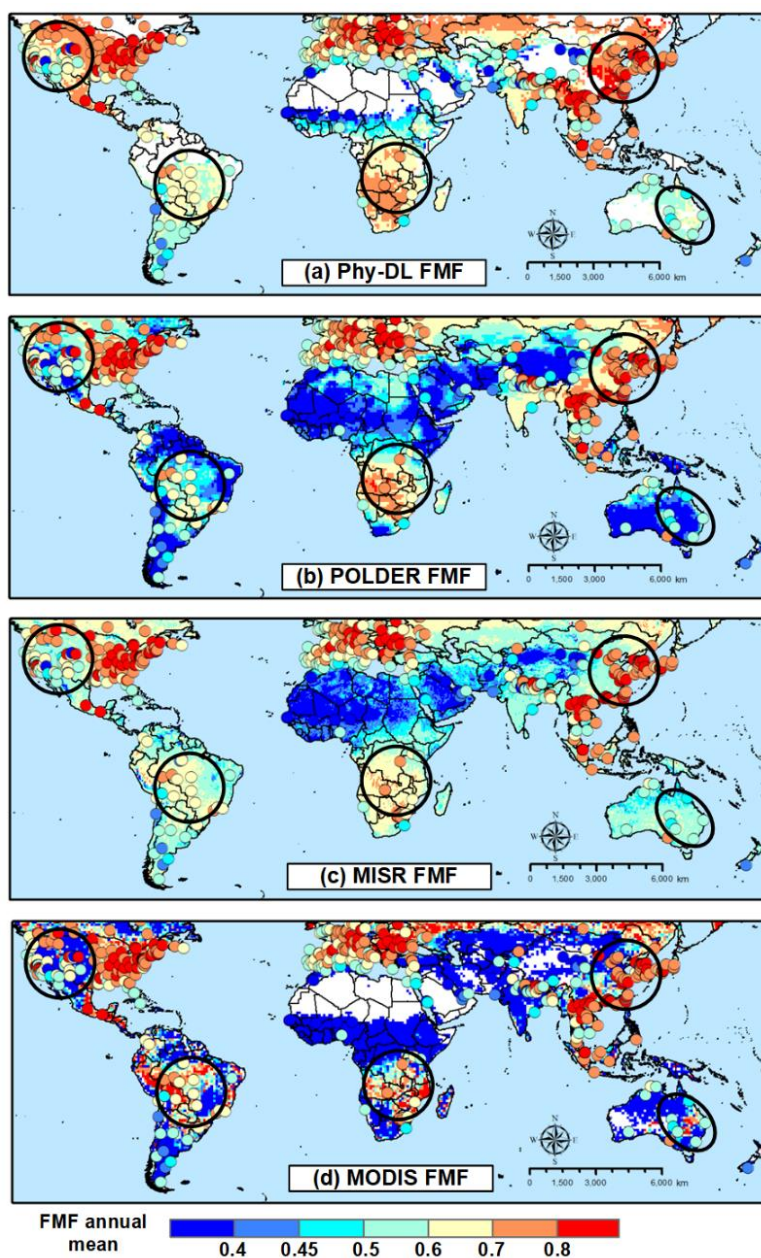 N
W E
S
0 1,500 3,000 6,000 km
(a) Phy-DL FMF
N
W E
S
0 1,500 3,000 6,000 km
(b) POLDER FMF
N
W E
S
0 1,500 3,000 6,000 km
(c) MISR FMF
N
W E
S
0 1,500 3,000 6,000 km
(d) MODIS FMF
FMF annual
mean
0.4 0.45 0.5 0.6 0.7 0.8